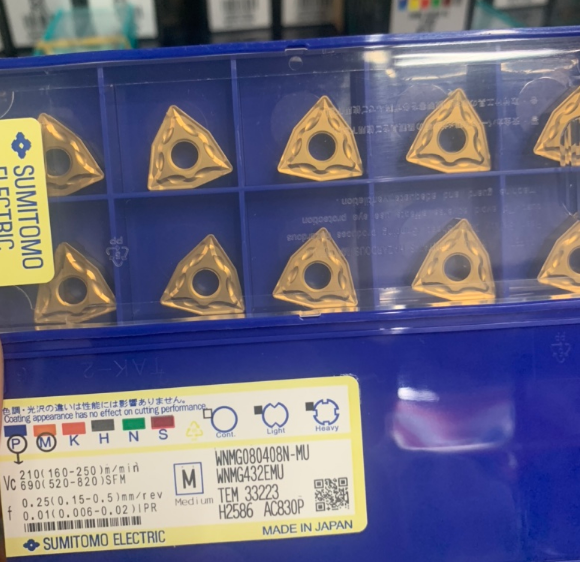 SUMITOMO
ELECTRIC
TAK-2
色調・光沢の違いは性能には影響ありません。
Coating appearance has no effect on cutting performance.
P M K H N S
Cont. Light Heavy
Vc 210(160-250)m/min
690(520-820)SFM
f 0.25(0.15-0.5)mm/rev
0.01(0.006-0.02)IPR
M
Medium
WNMG080408N-MU
WNMG432EMU
TEM 33223
H2586 AC830P
SUMITOMO ELECTRIC
MADE IN JAPAN